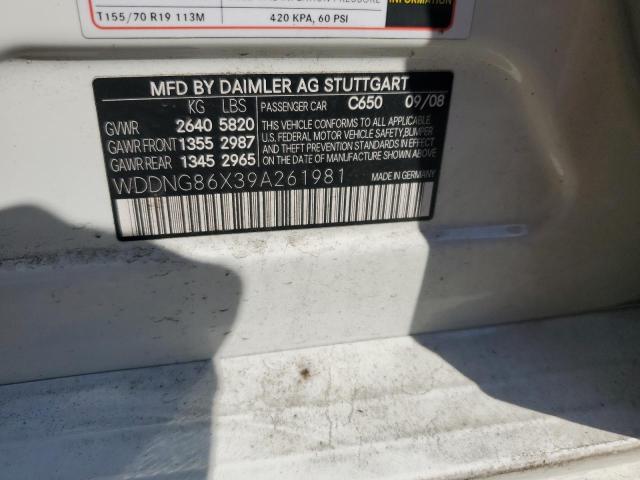 INFORMATION
T155/70 R19 113M 420 KPA, 60 PSI
MFD BY DAIMLER AG STUTTGART
KG LBS PASSENGER CAR C650 09/08
GVWR 2640 5820 THIS VEHICLE CONFORMS TO ALL APPLICABLE
U.S. FEDERAL MOTOR VEHICLE SAFETY, BUMPER
GAWR FRONT 1355 2987 AND THEFT PREVENTION STANDARDS IN EFFECT
GAWR REAR 1345 2965 ON THE DATE OF MANUFACTURE SHOWN ABOVE.
WDDNG86X39A261981 MADE IN GERMANY